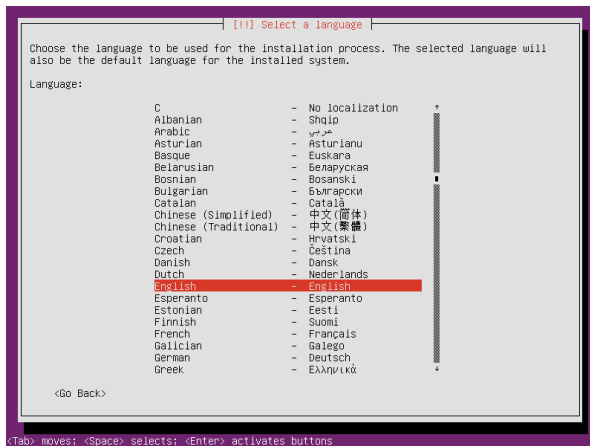 [!!] Select a language
Choose the language to be used for the installation process. The selected language will
also be the default language for the installed system.
Language:
C - No localization
Albanian - Shqip
Arabic - عربي
Asturian - Asturianu
Basque - Euskara
Belarusian - Беларуская
Bosnian - Bosanski
Bulgarian - Български
Catalan - Català
Chinese (Simplified) - 中文(简体)
Chinese (Traditional) - 中文(繁體)
Croatian - Hrvatski
Czech - Čeština
Danish - Dansk
Dutch - Nederlands
English - English
Esperanto - Esperanto
Estonian - Eesti
Finnish - Suomi
French - Français
Galician - Galego
German - Deutsch
Greek - Ελληνικά
<Go Back>
<Tab> moves; <Space> selects; <Enter> activates buttons